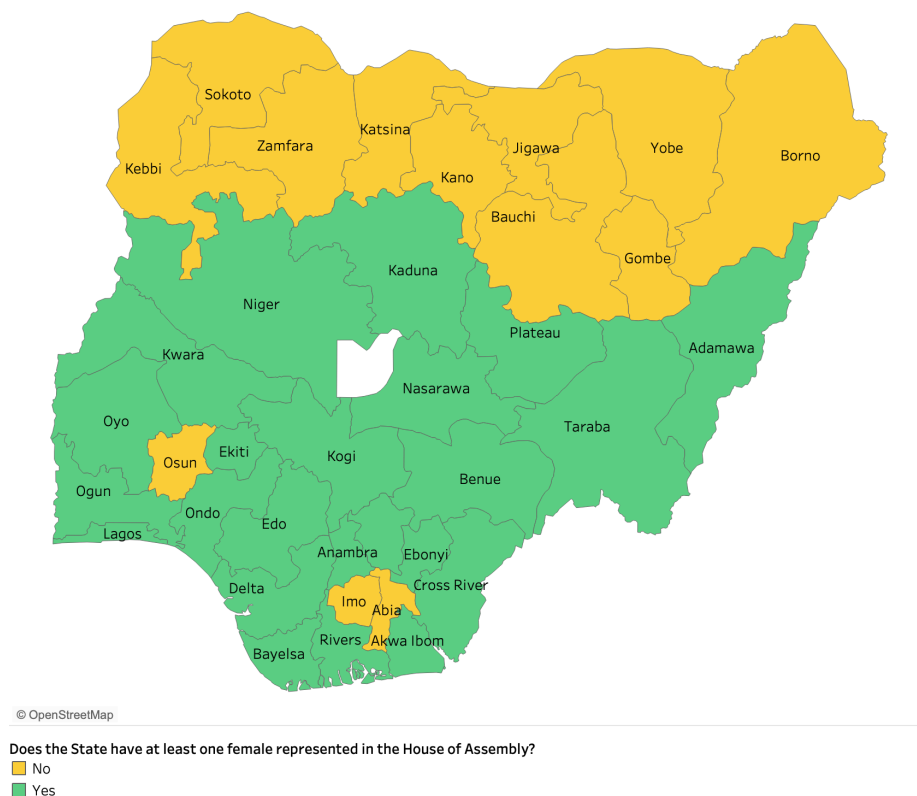 Sokoto
Katsina
Zamfara
Jigawa
Yobe
Borno
Kebbi
Kano
Bauchi
Gombe
Kaduna
Niger
Plateau
Adamawa
Kwara
Nasarawa
Oyo
Taraba
Ekiti
Kogi
Osun
Benue
Ogun
Ondo
Edo
Lagos
Anambra
Ebonyi
Delta
Cross River
Imo
Abia
Rivers
Akwa Ibom
Bayelsa
© OpenStreetMap
Does the State have at least one female represented in the House of Assembly?
No
Yes